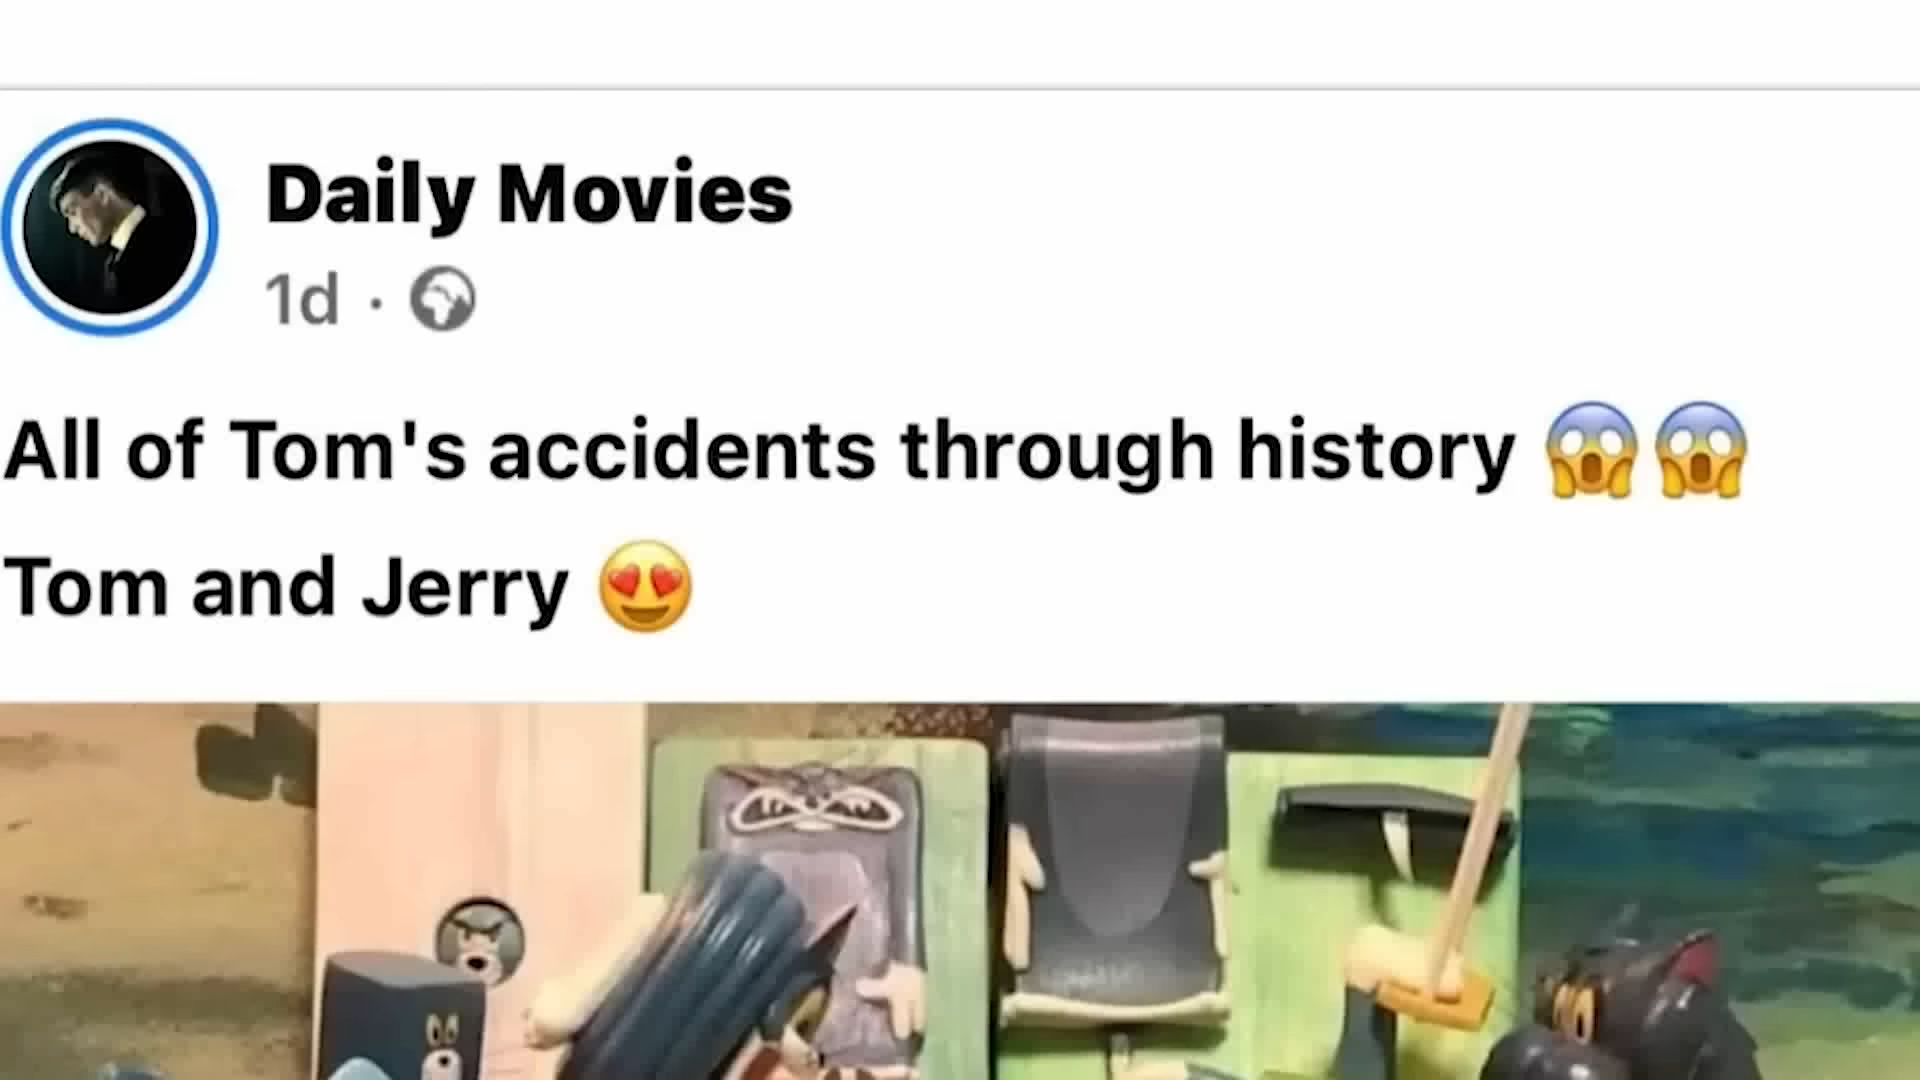 Daily Movies
1d ·
All of Tom's accidents through history 😱😱
Tom and Jerry 😍